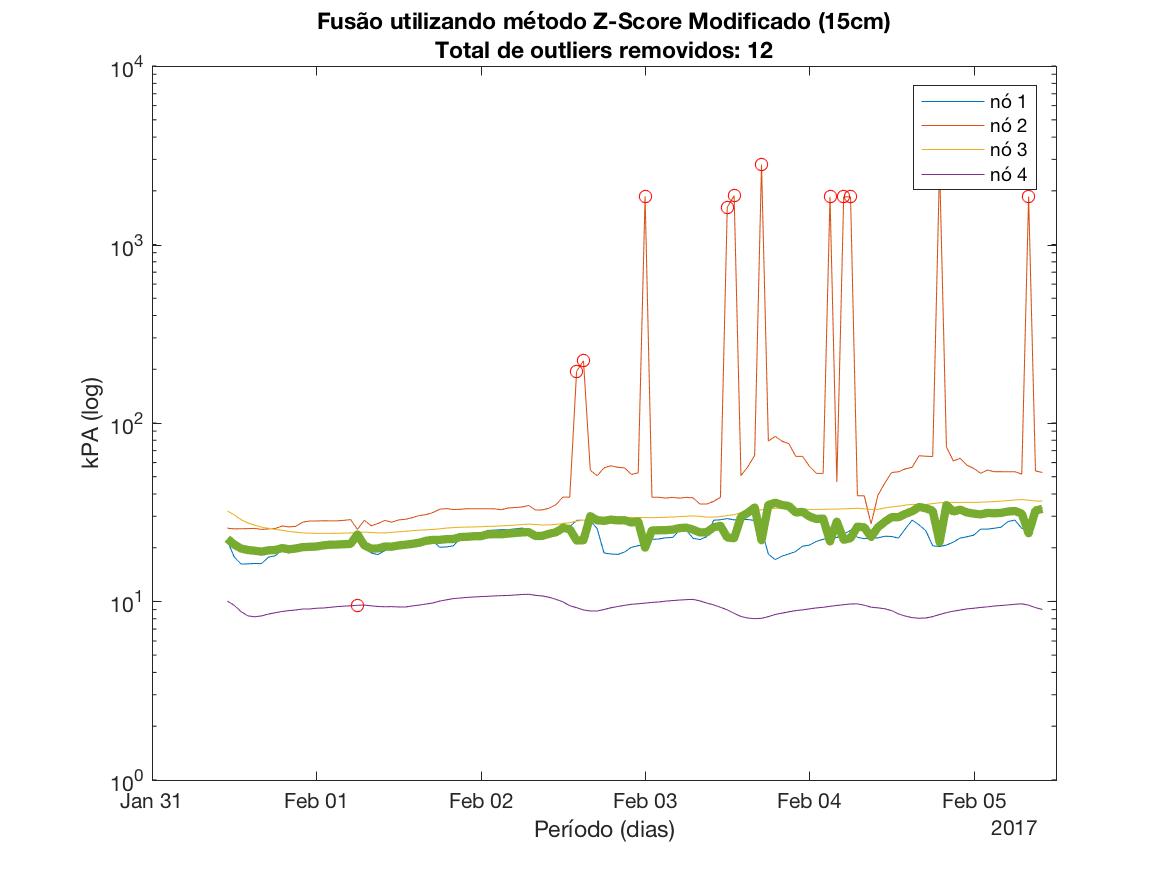 Fusão utilizando método Z-Score Modificado (15cm)
Total de outliers removidos: 12
nó 1
nó 2
nó 3
nó 4
kPA (log)
10^4
10^3
10^2
10^1
10^0
Jan 31 Feb 01 Feb 02 Feb 03 Feb 04 Feb 05
Período (dias)
2017